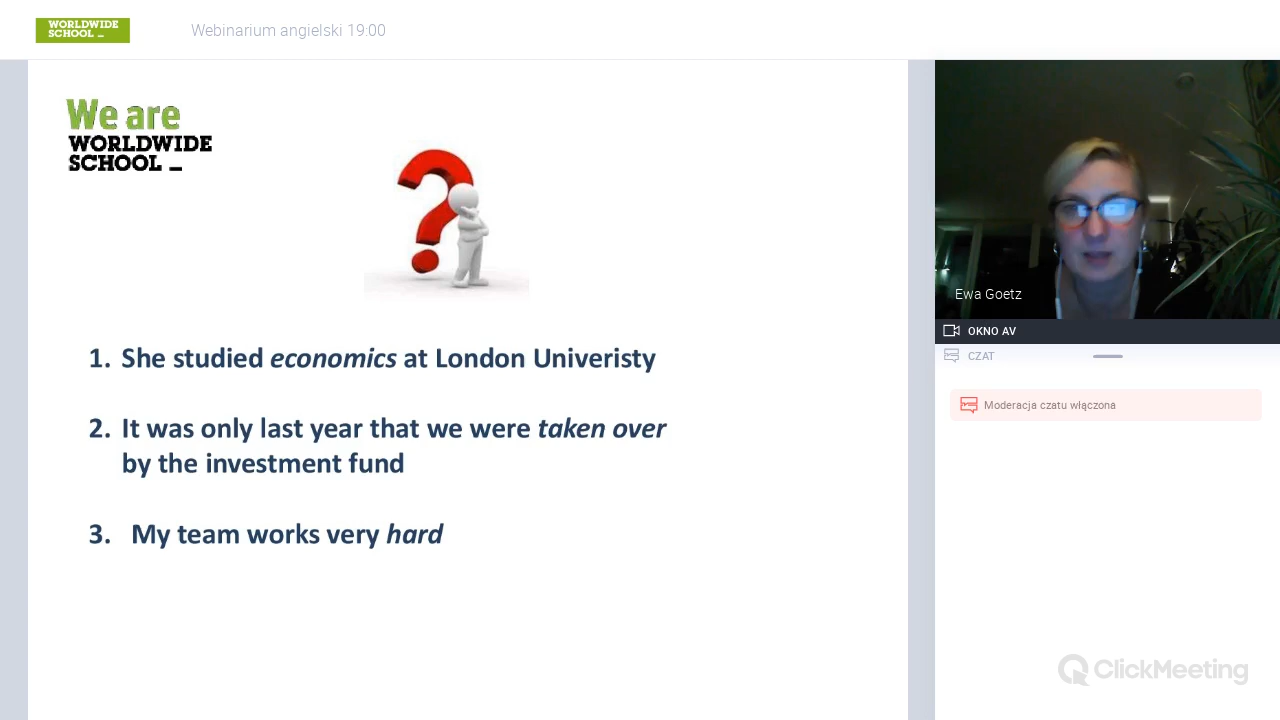 WORLDWIDE
SCHOOL _
Webinarium angielski 19:00
We are
WORLDWIDE
SCHOOL _
1. She studied economics at London Univeristy
2. It was only last year that we were taken over
by the investment fund
3. My team works very hard
Ewa Goetz
OKNO AV
CZAT
Moderacja czatu włączona
ClickMeeting